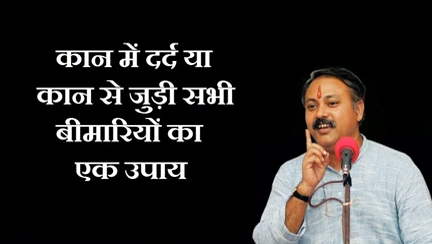 कान में दर्द या
कान से जुड़ी सभी
बीमारियों का
एक उपाय